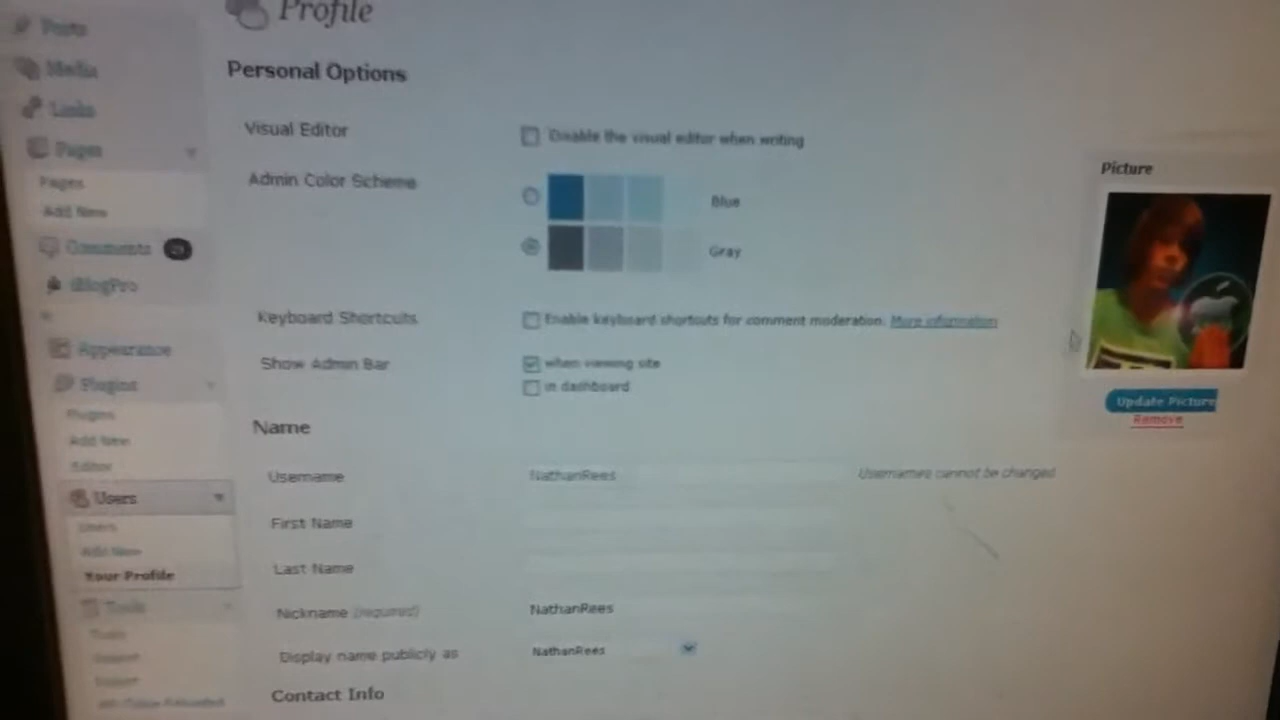 Profile
Posts
Media
Links
Pages
Pages
Add New
Comments
iBlogPro
Appearance
Plugins
Plugins
Add New
Editor
Users
Users
Add New
Your Profile
Tools
Tools
Personal Options
Visual Editor
Disable the visual editor when writing
Admin Color Scheme
Blue
Gray
Keyboard Shortcuts
Enable keyboard shortcuts for comment moderation. More information
Show Admin Bar
when viewing site
in dashboard
Name
Username
NathanRees
Usernames cannot be changed
First Name
Last Name
Nickname (required)
NathanRees
Display name publicly as
NathanRees
Contact Info
Picture
Update Picture
Remove